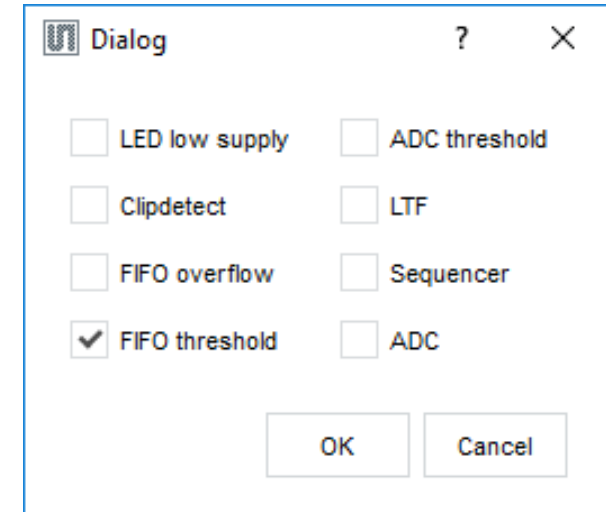 Dialog ?
LED low supply ADC threshold
Clipdetect LTF
FIFO overflow Sequencer
FIFO threshold ADC
OK Cancel